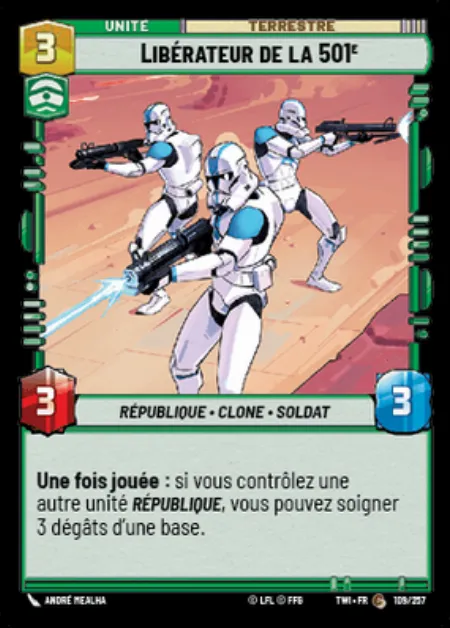 UNITÉ
TERRESTRE
3
LIBÉRATEUR DE LA 501E
3
RÉPUBLIQUE • CLONE • SOLDAT
3
Une fois jouée : si vous contrôlez une
autre unité RÉPUBLIQUE, vous pouvez soigner
3 dégâts d'une base.
ANDRÉ MEALHA
© LFL © FFG
TWI • FR
C
109/257